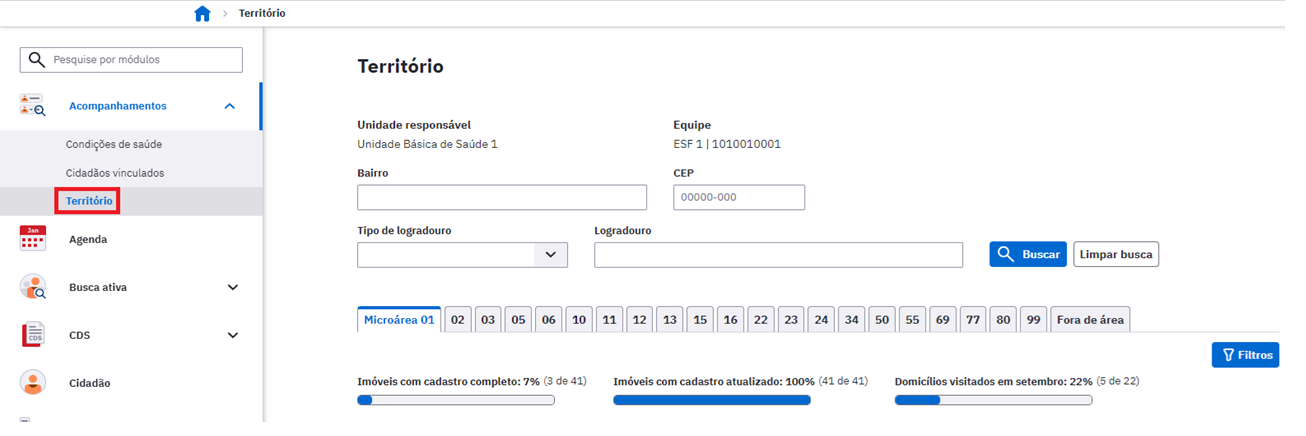 Território
Pesquise por módulos
Acompanhamentos
Condições de saúde
Cidadãos vinculados
Território
Jan
Agenda
Busca ativa
CDS
CDS
Cidadão
Território
Unidade responsável
Unidade Básica de Saúde 1
Equipe
ESF 1 | 1010010001
Bairro
CEP
00000-000
Tipo de logradouro
Logradouro
Buscar
Limpar busca
Microárea 01 02 03 05 06 10 11 12 13 15 16 22 23 24 34 50 55 69 77 80 99 Fora de área
Filtros
Imóveis com cadastro completo: 7% (3 de 41)
Imóveis com cadastro atualizado: 100% (41 de 41)
Domicílios visitados em setembro: 22% (5 de 22)